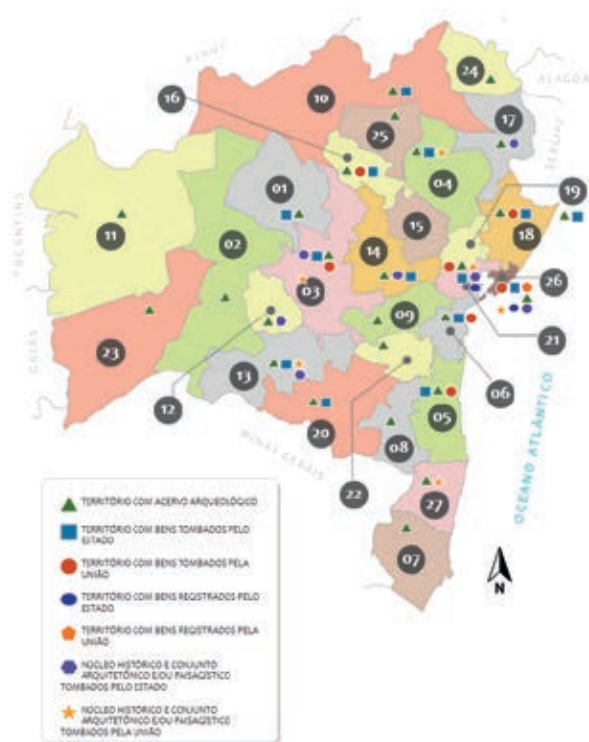 PIAUÍ
ALAGOA
SERGIPE
TOCANTINS
GOIÁS
MINAS GERAIS
OCEANO ATLÂNTICO
24
10
16
17
25
01
04
19
11
02
15
18
14
03
26
09
21
23
12
13
06
05
20
08
22
27
07
N
TERRITÓRIO COM ACERVO ARQUEOLÓGICO
TERRITÓRIO COM BENS TOMBADOS PELO
ESTADO
TERRITÓRIO COM BENS TOMBADOS PELA
UNIÃO
TERRITÓRIO COM BENS REGISTRADOS PELO
ESTADO
TERRITÓRIO COM BENS REGISTRADOS PELA
UNIÃO
NÚCLEO HISTÓRICO E CONJUNTO
ARQUITETÔNICO E/OU PAISAGÍSTICO
TOMBADOS PELO ESTADO
NÚCLEO HISTÓRICO E CONJUNTO
ARQUITETÔNICO E/OU PAISAGÍSTICO
TOMBADOS PELA UNIÃO